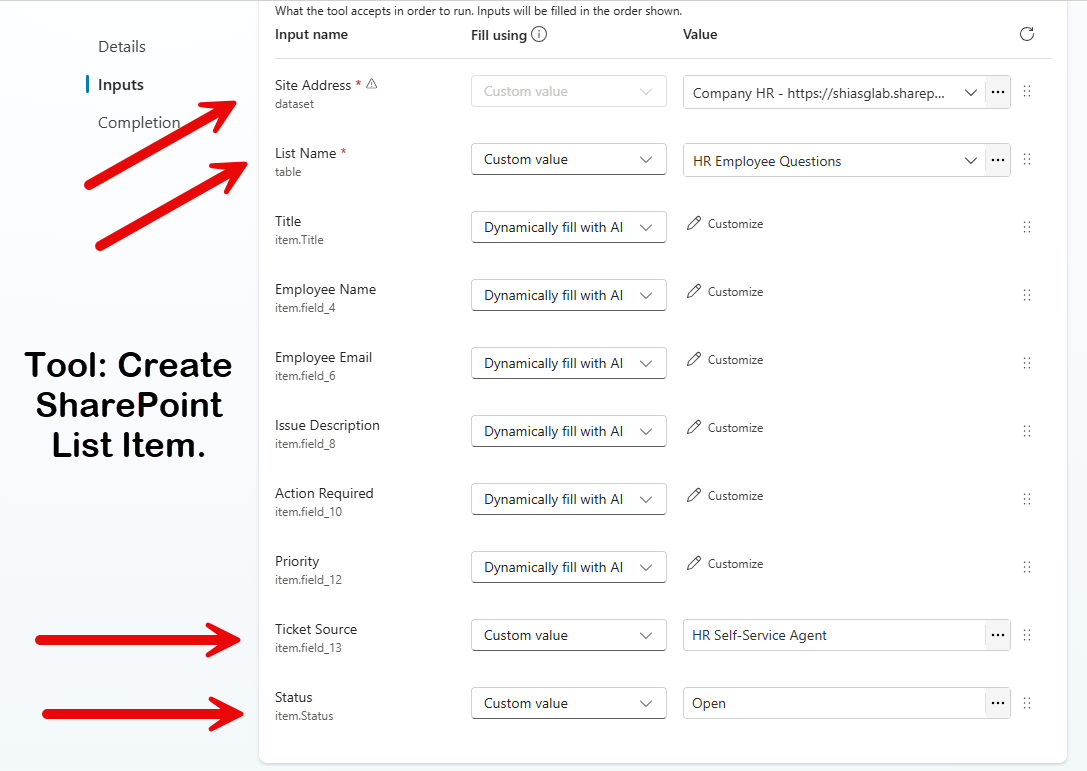 What the tool accepts in order to run. Inputs will be filled in the order shown.
Input name Fill using Value
Details
Inputs
Completion
Site Address * Custom value Company HR - https://shiasglab.sharep...
dataset
List Name * Custom value HR Employee Questions
table
Title Dynamically fill with AI Customize
item.Title
Employee Name Dynamically fill with AI Customize
item.field_4
Employee Email Dynamically fill with AI Customize
item.field_6
Issue Description Dynamically fill with AI Customize
item.field_8
Action Required Dynamically fill with AI Customize
item.field_10
Priority Dynamically fill with AI Customize
item.field_12
Ticket Source Custom value HR Self-Service Agent
item.field_13
Status Custom value Open
item.Status
Tool: Create
SharePoint
List Item.